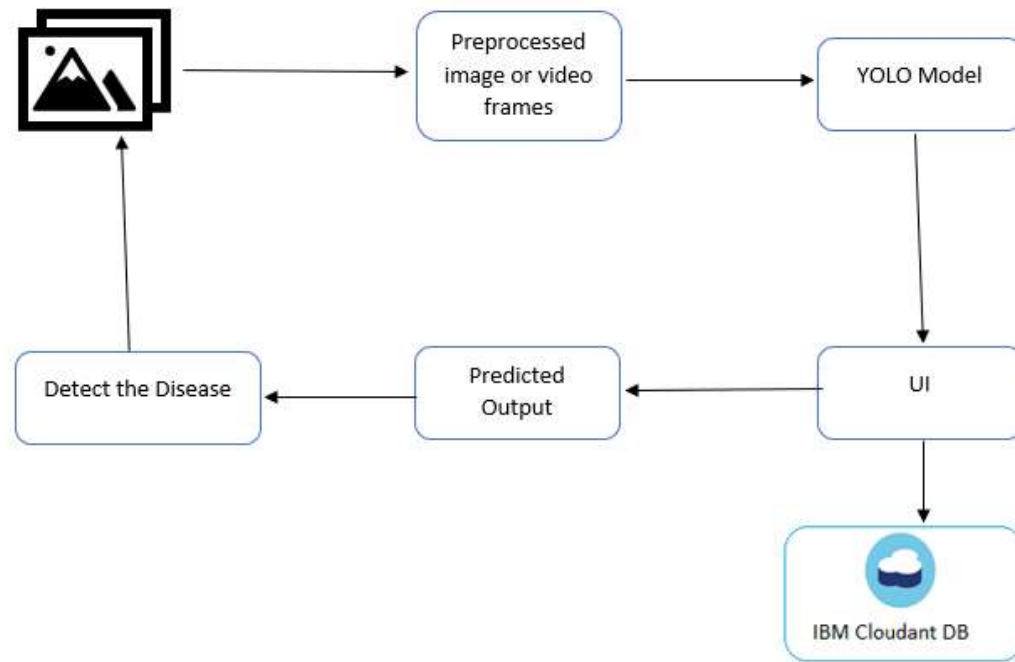 Preprocessed
image or video
frames
YOLO Model
Detect the Disease
Predicted
Output
UI
IBM Cloudant DB